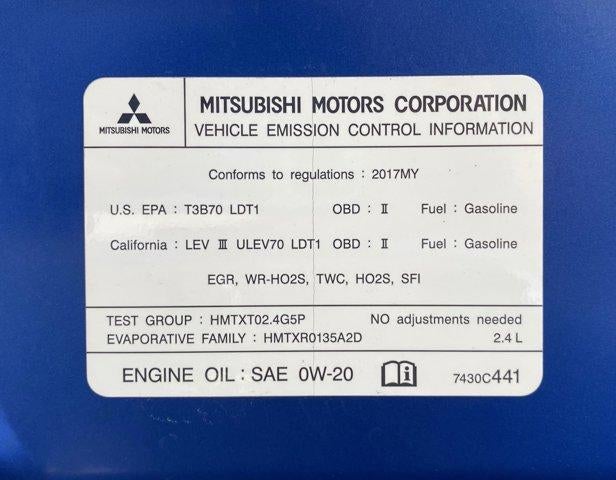 MITSUBISHI MOTORS
MITSUBISHI MOTORS CORPORATION
VEHICLE EMISSION CONTROL INFORMATION
Conforms to regulations : 2017MY
U.S. EPA : T3B70 LDT1 OBD : Ⅱ Fuel : Gasoline
California : LEV Ⅲ ULEV70 LDT1 OBD : Ⅱ Fuel : Gasoline
EGR, WR-HO2S, TWC, HO2S, SFI
TEST GROUP : HMTXT02.4G5P NO adjustments needed
EVAPORATIVE FAMILY : HMTXR0135A2D 2.4 L
ENGINE OIL : SAE 0W-20 7430C441